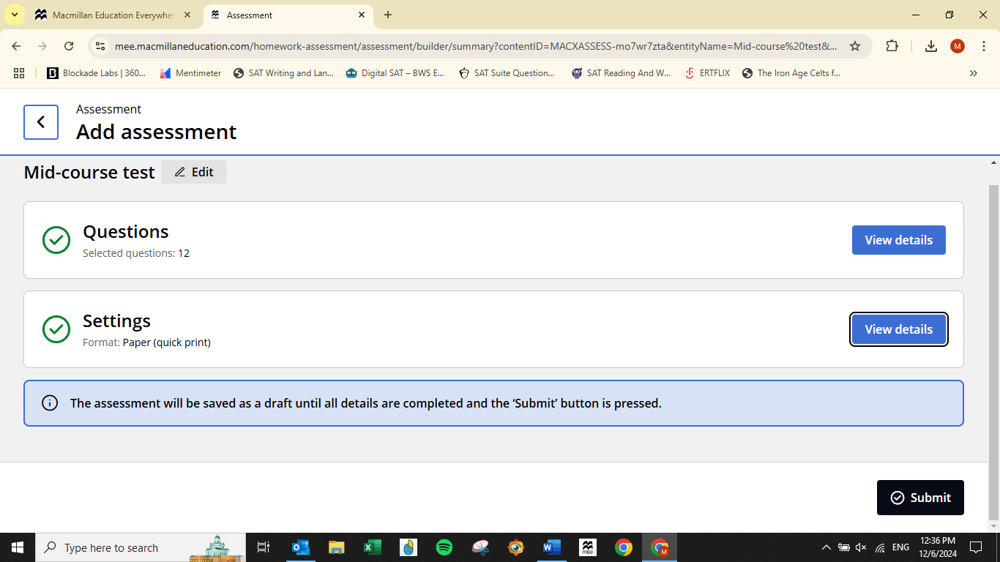 Macmillan Education Everywhe
Assessment
mee.macmillaneducation.com/homework-assessment/assessment/builder/summary?contentID=MACXASSESS-mo7wr7zta&entityName=Mid-course%20test&...
M
Blockade Labs | 360...
Mentimeter
SAT Writing and Lan...
Digital SAT – BWS E...
SAT Suite Question...
SAT Reading And W...
ERTFLIX
The Iron Age Celts f...
Assessment
Add assessment
Mid-course test
Edit
Questions
Selected questions: 12
View details
Settings
Format: Paper (quick print)
View details
The assessment will be saved as a draft until all details are completed and the ‘Submit’ button is pressed.
Submit
Type here to search
ENG
12:36 PM
12/6/2024